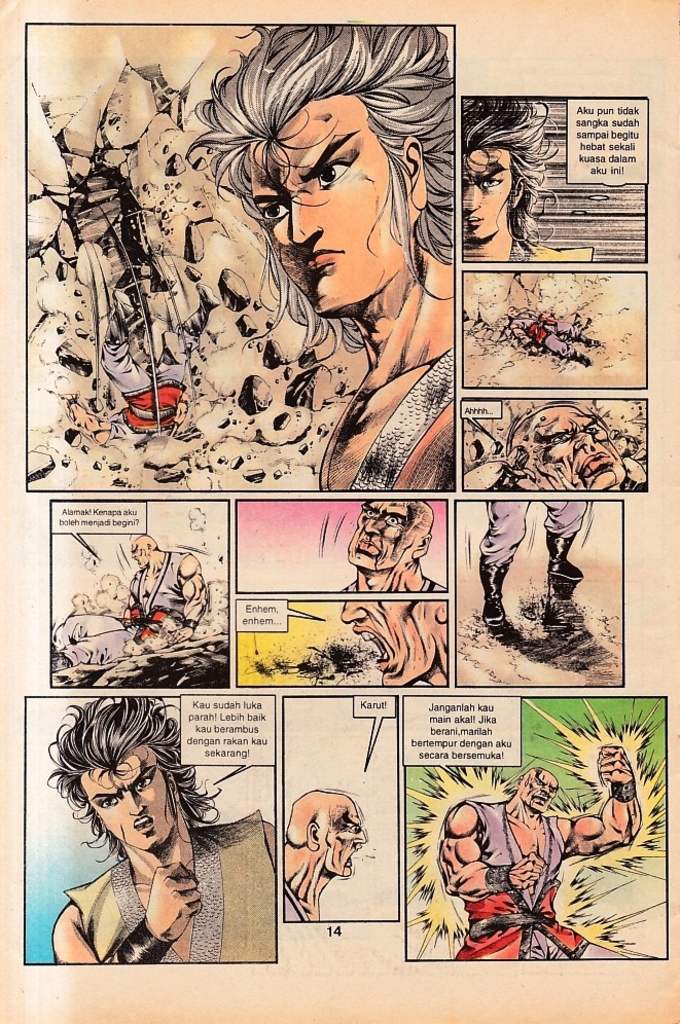 Aku pun tidak
sangka sudah
sampai begitu
hebat sekali
kuasa dalam
aku ini!
Ahhhh...
Alamak! Kenapa aku
boleh menjadi begini?
Enhem,
enhem...
Kau sudah luka
parah! Lebih baik
kau berambus
dengan rakan kau
sekarang!
Karut!
Janganlah kau
main akal! Jika
berani,marilah
bertempur dengan aku
secara bersemuka!
14